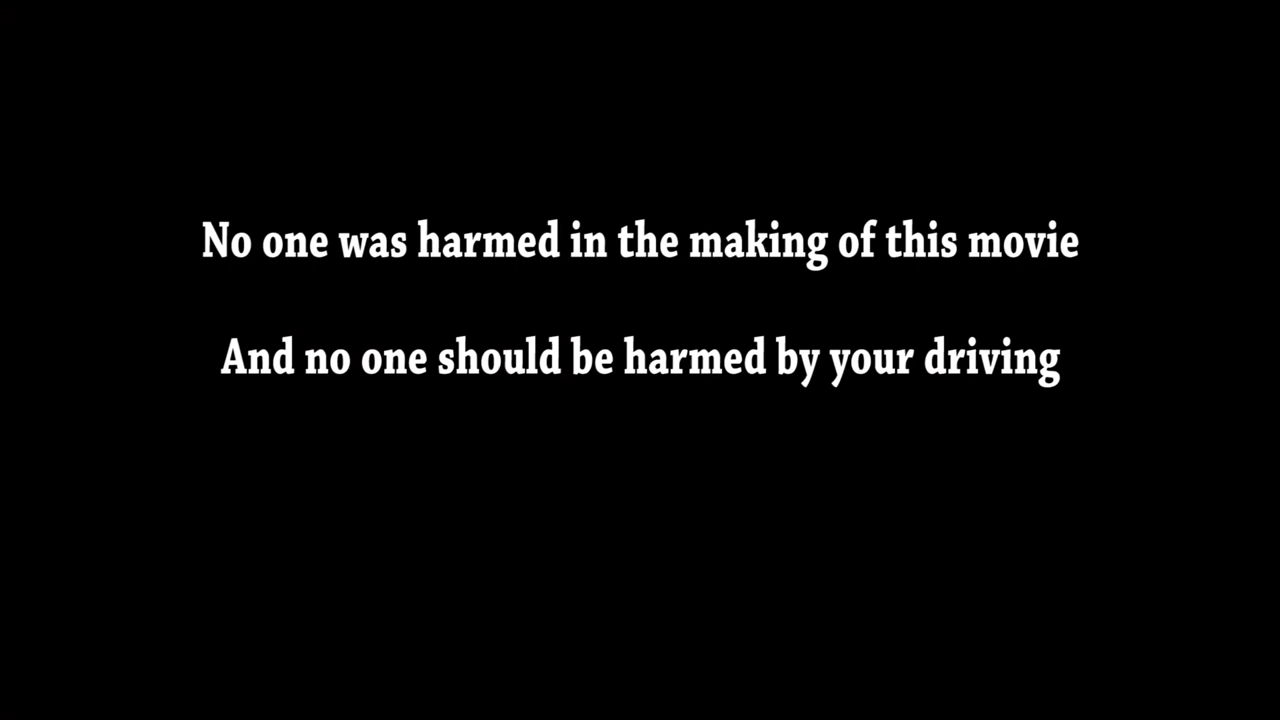 No one was harmed in the making of this movie
And no one should be harmed by your driving